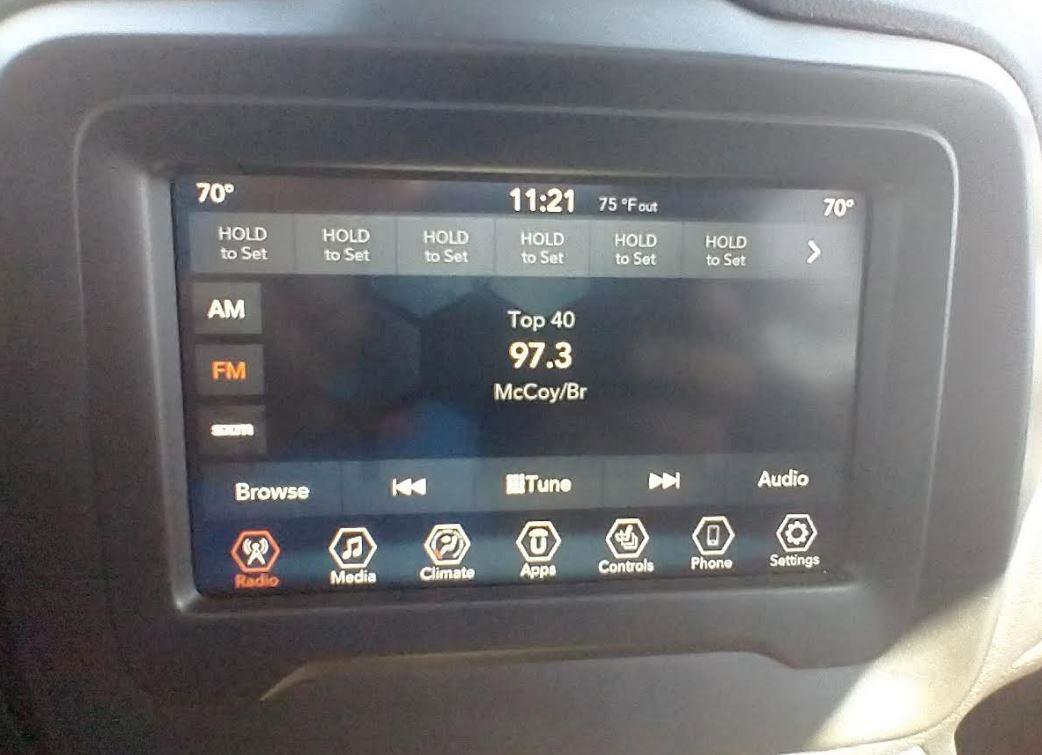 70° 11:21 75 °F out 70°
HOLD to Set HOLD to Set HOLD to Set HOLD to Set HOLD to Set HOLD to Set
AM
FM
Top 40
97.3
McCoy/Br
Browse Tune Audio
Radio Media Climate Apps Controls Phone Settings